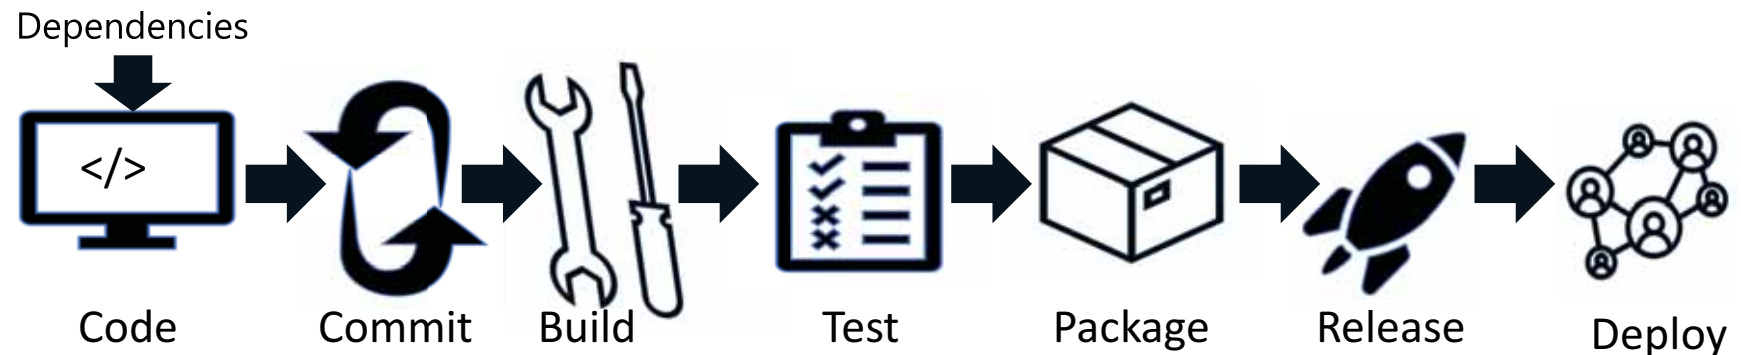 Dependencies
</>
Code
Commit
Build
Test
Package
Release
Deploy